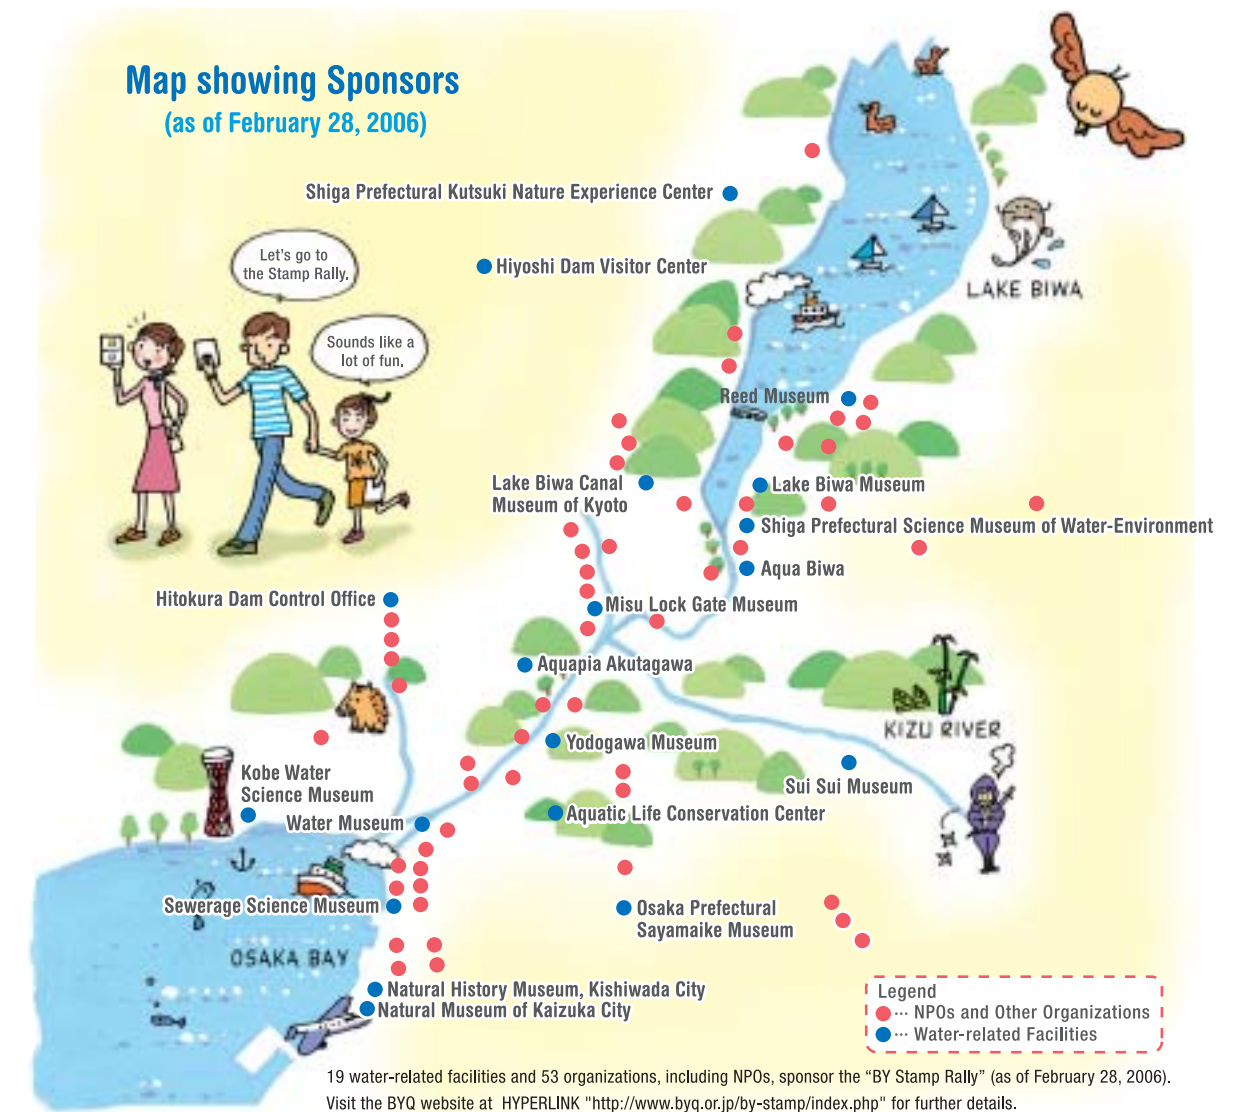 Map showing Sponsors
(as of February 28, 2006)
Shiga Prefectural Kutsuki Nature Experience Center
Let's go to
the Stamp Rally.
Hiyoshi Dam Visitor Center
LAKE BIWA
Sounds like a
lot of fun.
Reed Museum
Lake Biwa Canal
Museum of Kyoto
Lake Biwa Museum
Shiga Prefectural Science Museum of Water-Environment
Aqua Biwa
Hitokura Dam Control Office
Misu Lock Gate Museum
Aquapia Akutagawa
KIZU RIVER
Yodogawa Museum
Kobe Water
Science Museum
Sui Sui Museum
Water Museum
Aquatic Life Conservation Center
Sewerage Science Museum
Osaka Prefectural
Sayamaike Museum
OSAKA BAY
Natural History Museum, Kishiwada City
Natural Museum of Kaizuka City
Legend
··· NPOs and Other Organizations
··· Water-related Facilities
19 water-related facilities and 53 organizations, including NPOs, sponsor the “BY Stamp Rally” (as of February 28, 2006).
Visit the BYQ website at HYPERLINK "http://www.byq.or.jp/by-stamp/index.php" for further details.